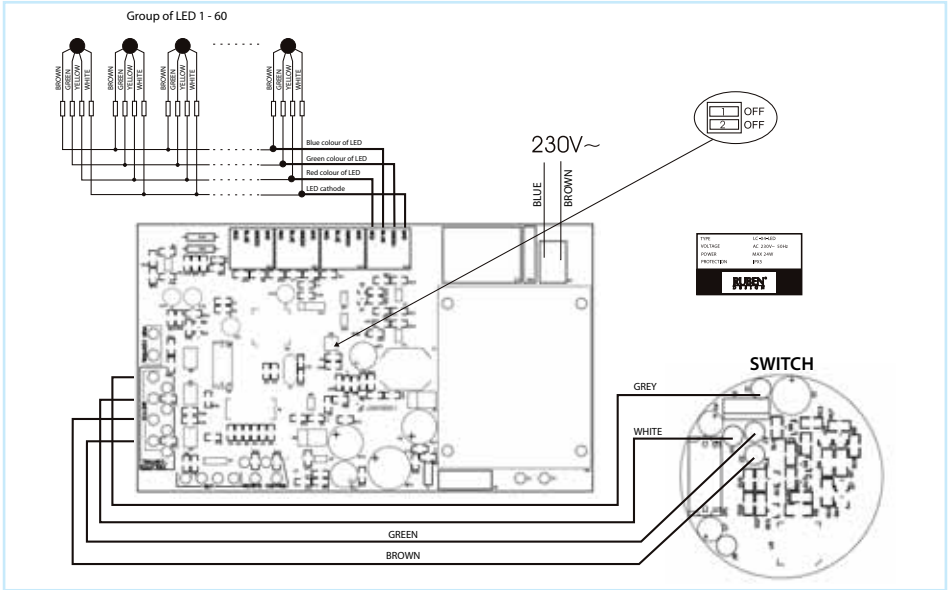 Group of LED 1 - 60
BROWN GREEN YELLOW WHITE BROWN GREEN YELLOW WHITE BROWN GREEN YELLOW WHITE BROWN GREEN YELLOW WHITE
Blue colour of LED
Green colour of LED
Red colour of LED
LED cathode
1 OFF
2 OFF
230V~
BLUE
BROWN
TYPE
VOLTAGE AC 230V~ 50Hz
POWER MAX 24W
PROTECTION
SWITCH
GREY
WHITE
GREEN
BROWN